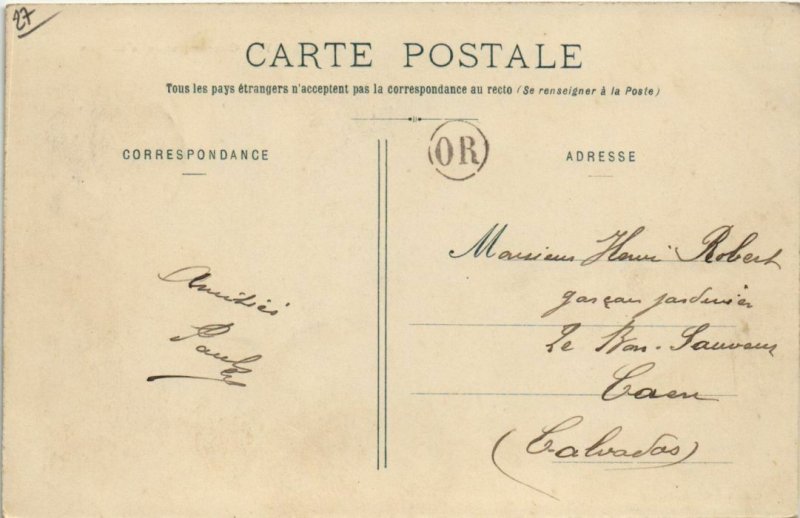 27
CARTE POSTALE
Tous les pays étrangers n'acceptent pas la correspondance au recto (Se renseigner à la Poste)
CORRESPONDANCE
OR
ADRESSE
Amitiés
Paul
Monsieur Henri Robert
garçon jardinier
Le Bon-Sauveur
Caen
(Calvados)